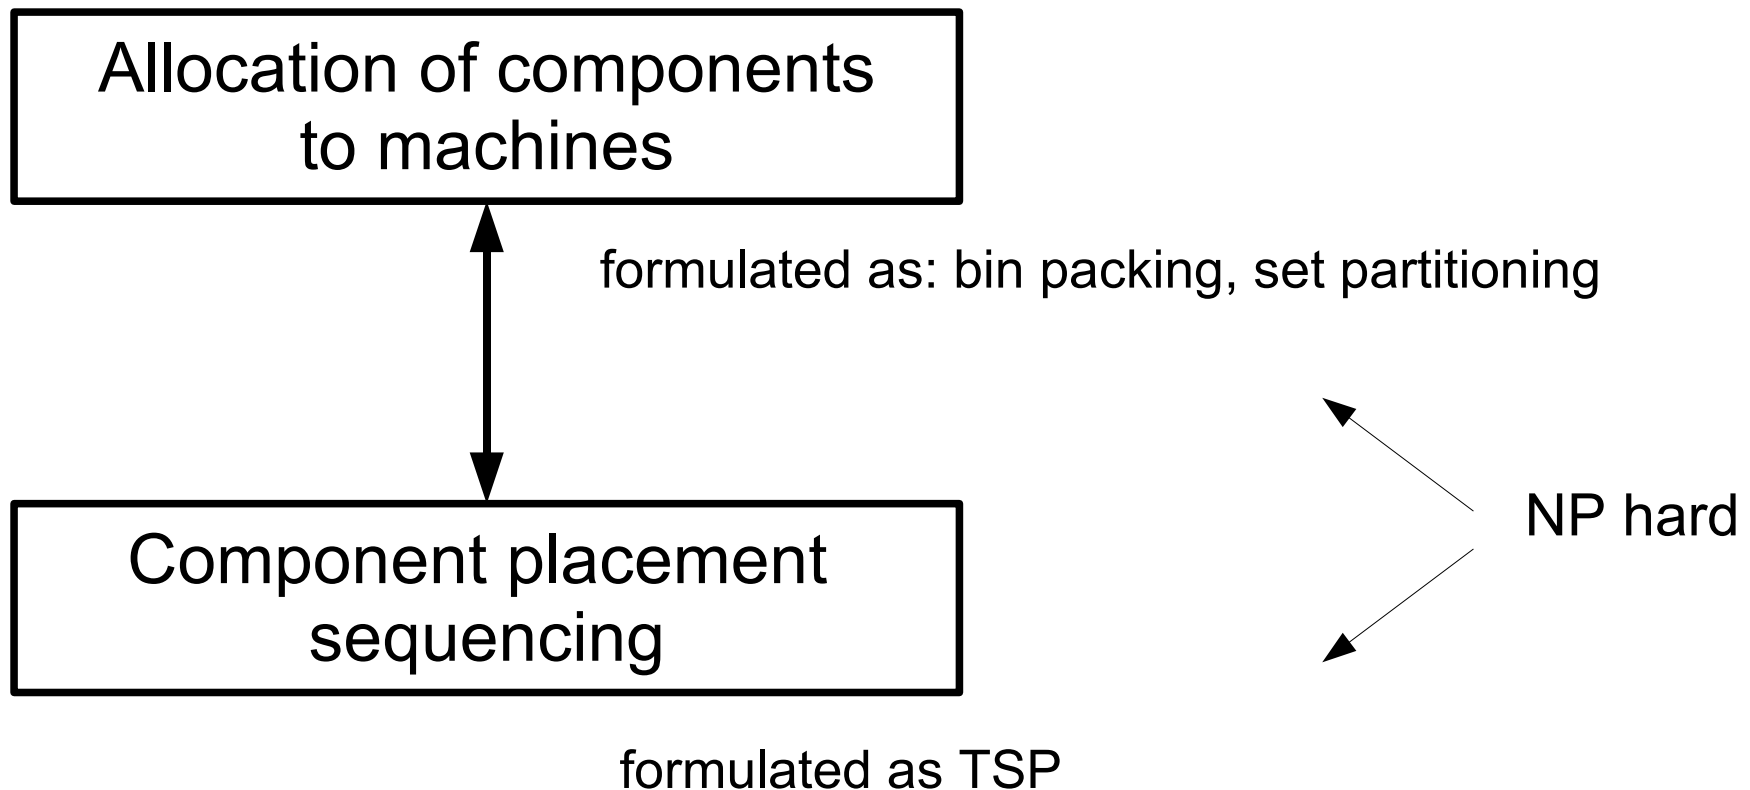 Allocation of components
to machines
formulated as: bin packing, set partitioning
NP hard
Component placement
sequencing
formulated as TSP